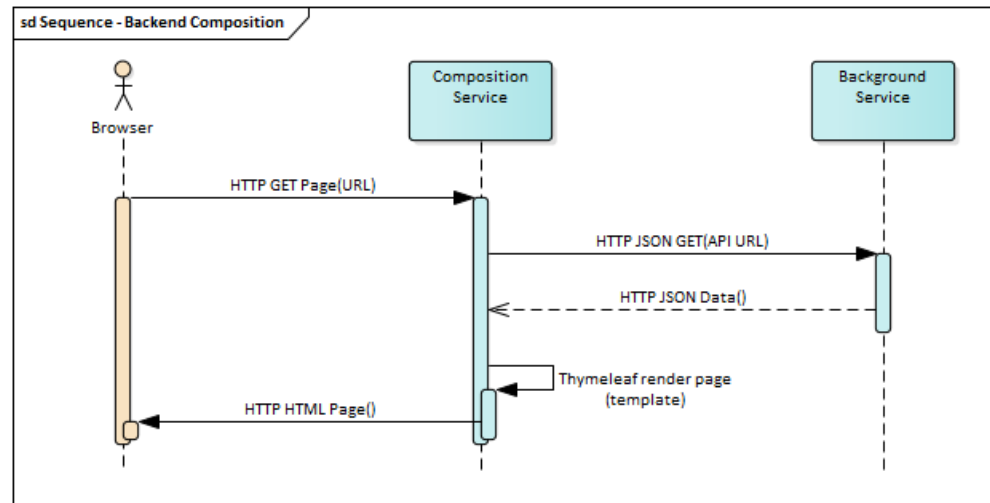 sd Sequence - Backend Composition
Browser
Composition
Service
Background
Service
HTTP GET Page(URL)
HTTP JSON GET(API URL)
HTTP JSON Data()
Thymeleaf render page
(template)
HTTP HTML Page()